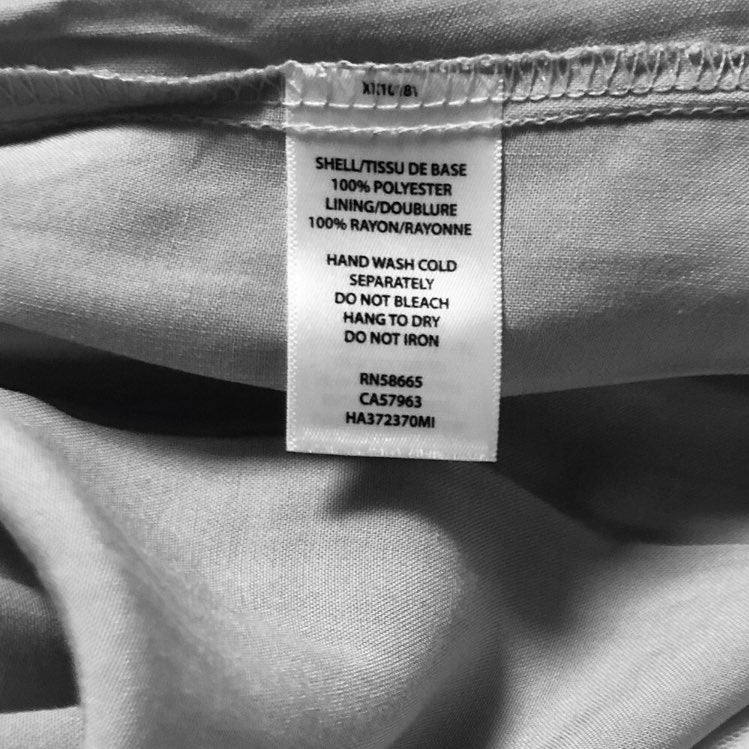 SHELL/TISSU DE BASE
100% POLYESTER
LINING/DOUBLURE
100% RAYON/RAYONNE
HAND WASH COLD
SEPARATELY
DO NOT BLEACH
HANG TO DRY
DO NOT IRON
RN58665
CA57963
HA372370MI